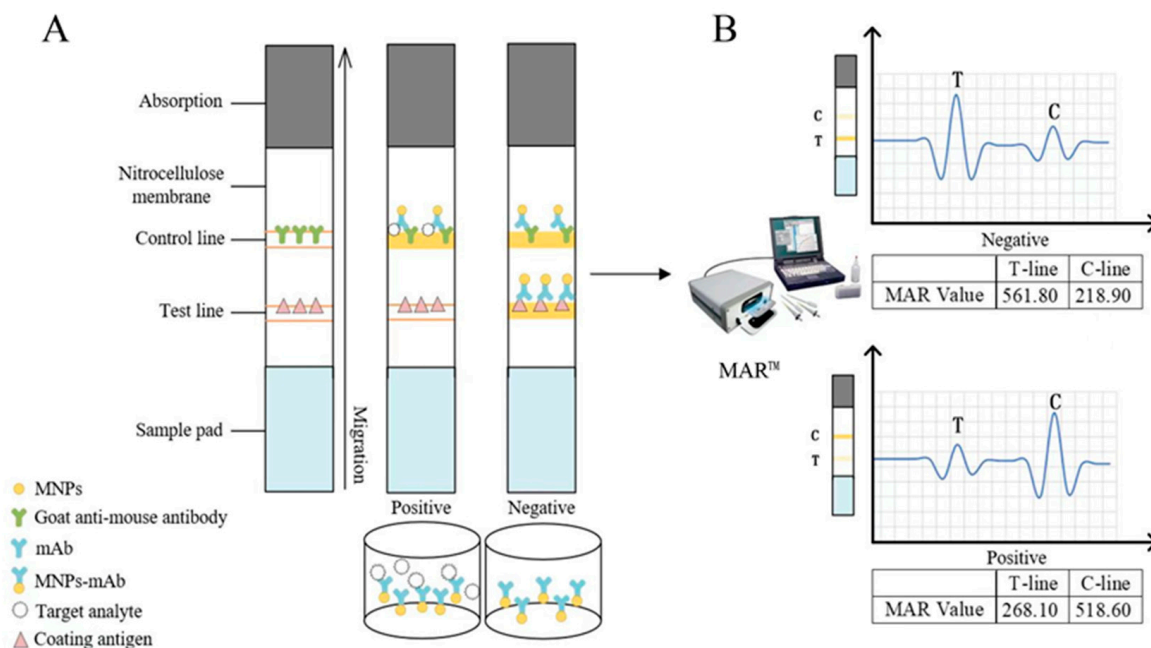 A
Absorption
Nitrocellulose
membrane
Control line
Test line
Sample pad
Migration
Positive
Negative
MNPs
Goat anti-mouse antibody
mAb
MNPs-mAb
Target analyte
Coating antigen
MAR™
B
C
T
T
C
Negative
T-line C-line
MAR Value 561.80 218.90
C
T
T
C
Positive
T-line C-line
MAR Value 268.10 518.60